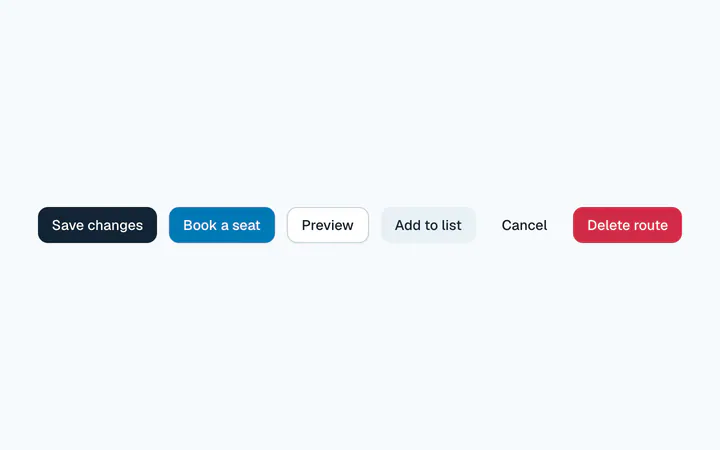 Save changes
Book a seat
Preview
Add to list
Cancel
Delete route